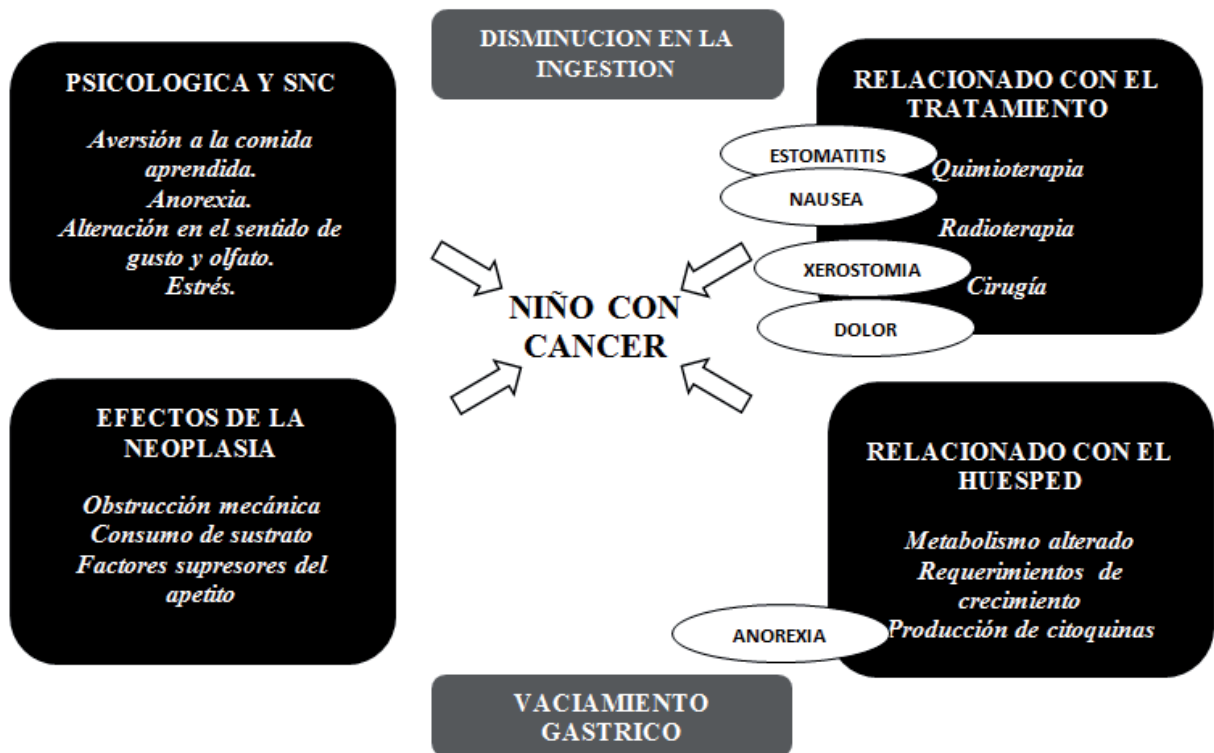 DISMINUCION EN LA
INGESTION
PSICOLOGICA Y SNC
Aversión a la comida
aprendida.
Anorexia.
Alteración en el sentido de
gusto y olfato.
Estrés.
RELACIONADO CON EL
TRATAMIENTO
ESTOMATITIS
Quimioterapia
NAUSEA
Radioterapia
XEROSTOMIA
Cirugía
DOLOR
NIÑO CON
CANCER
EFECTOS DE LA
NEOPLASIA
Obstrucción mecánica
Consumo de sustrato
Factores supresores del
apetito
RELACIONADO CON EL
HUESPED
Metabolismo alterado
Requerimientos de
crecimiento
Producción de citoquinas
ANOREXIA
VACIAMIENTO
GASTRICO